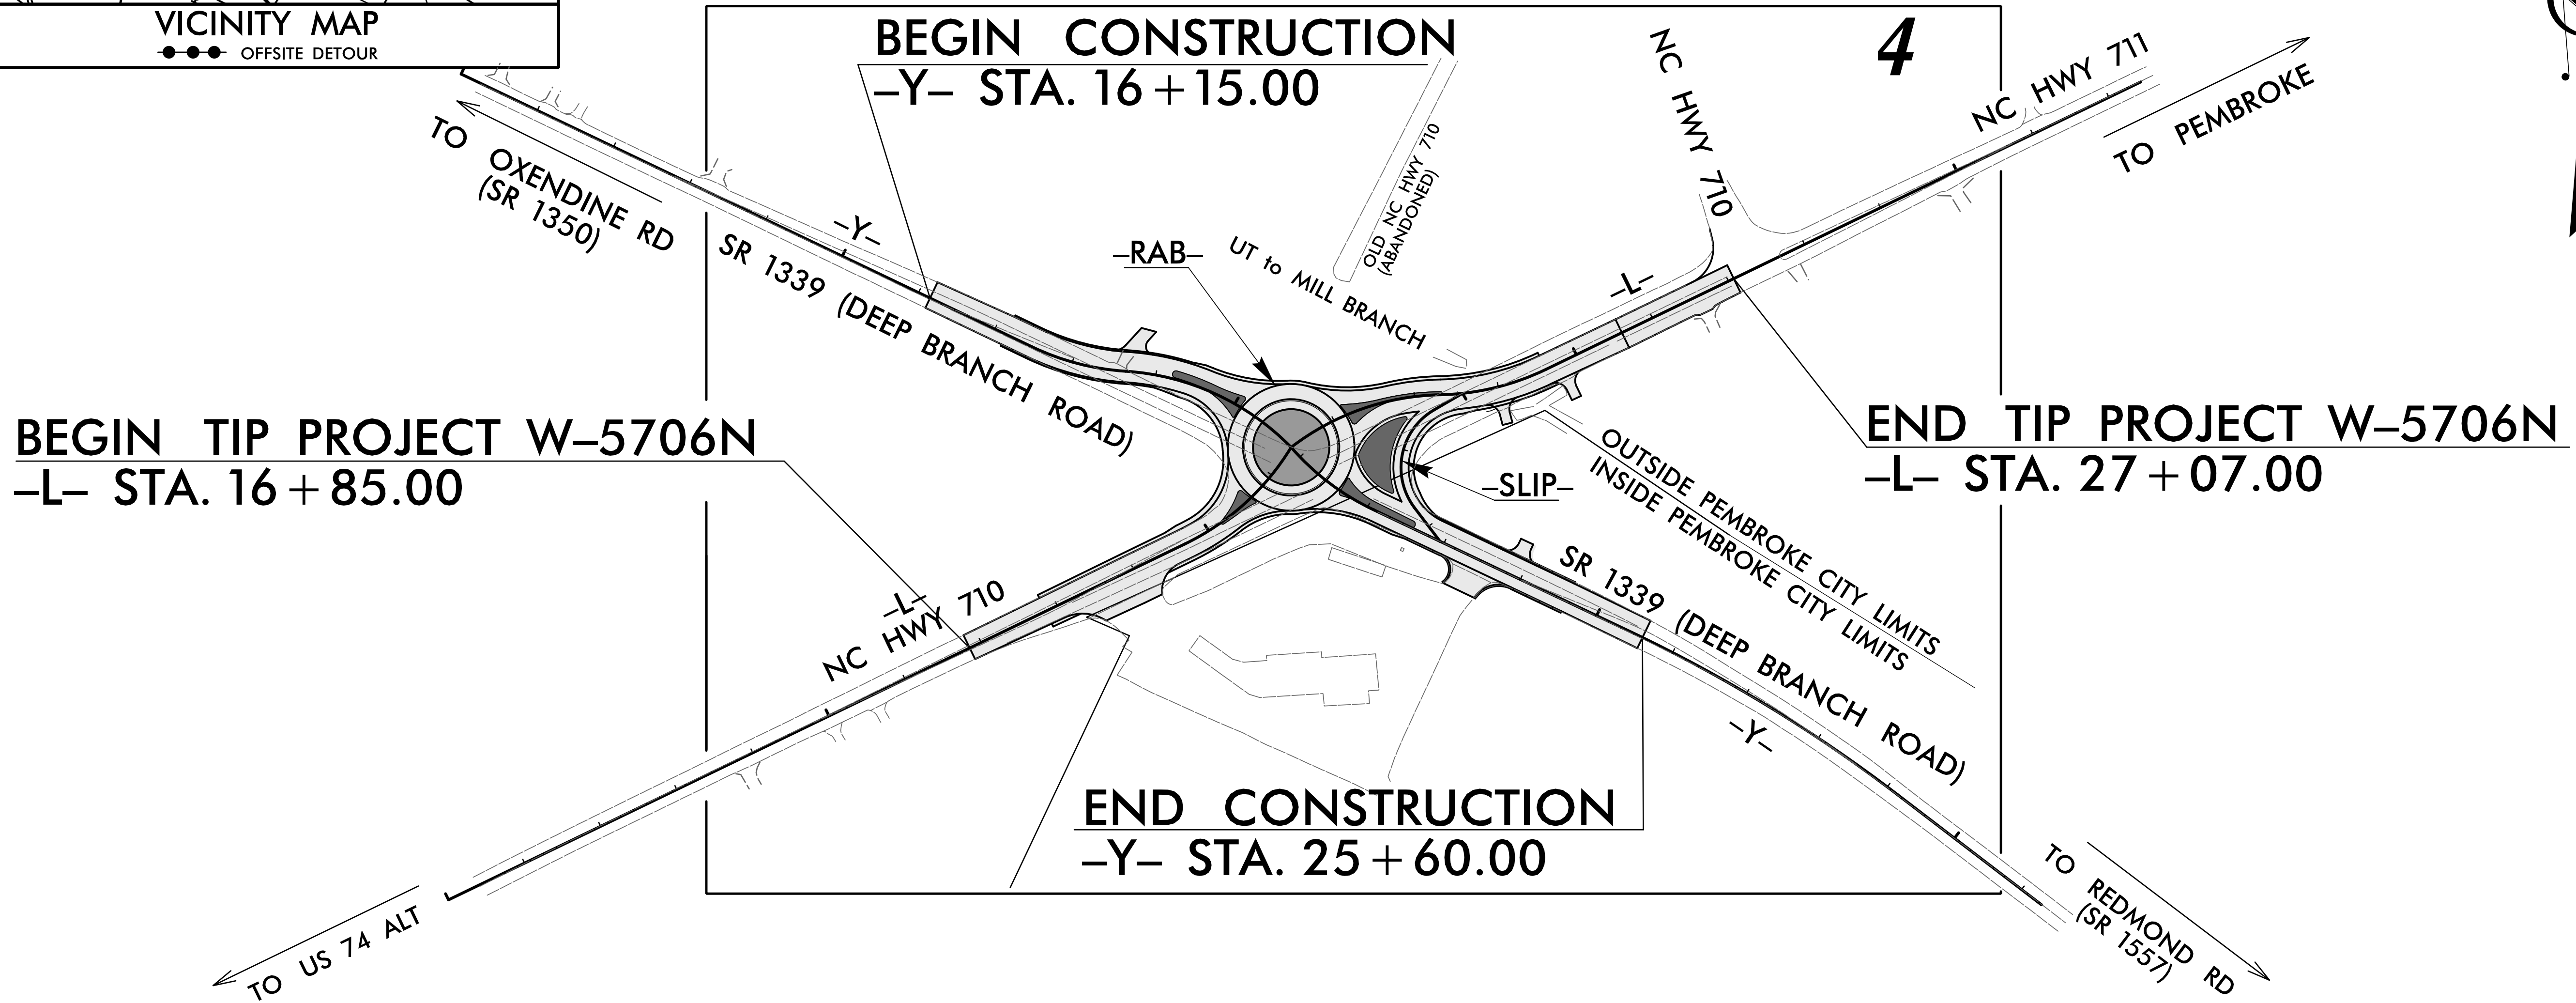 VICINITY MAP
OFFSITE DETOUR
BEGIN CONSTRUCTION
–Y– STA. 16+15.00
4
NC HWY 710
NC HWY 711
TO PEMBROKE
OLD NC HWY 710
(ABANDONED)
TO OXENDINE RD
(SR 1350)
–Y–
SR 1339 (DEEP BRANCH ROAD)
–RAB–
UT to MILL BRANCH
–L–
BEGIN TIP PROJECT W–5706N
–L– STA. 16+85.00
END TIP PROJECT W–5706N
–L– STA. 27+07.00
–SLIP–
OUTSIDE PEMBROKE CITY LIMITS
INSIDE PEMBROKE CITY LIMITS
–L–
NC HWY 710
SR 1339 (DEEP BRANCH ROAD)
–Y–
END CONSTRUCTION
–Y– STA. 25+60.00
TO US 74 ALT
TO REDMOND RD
(SR 1557)